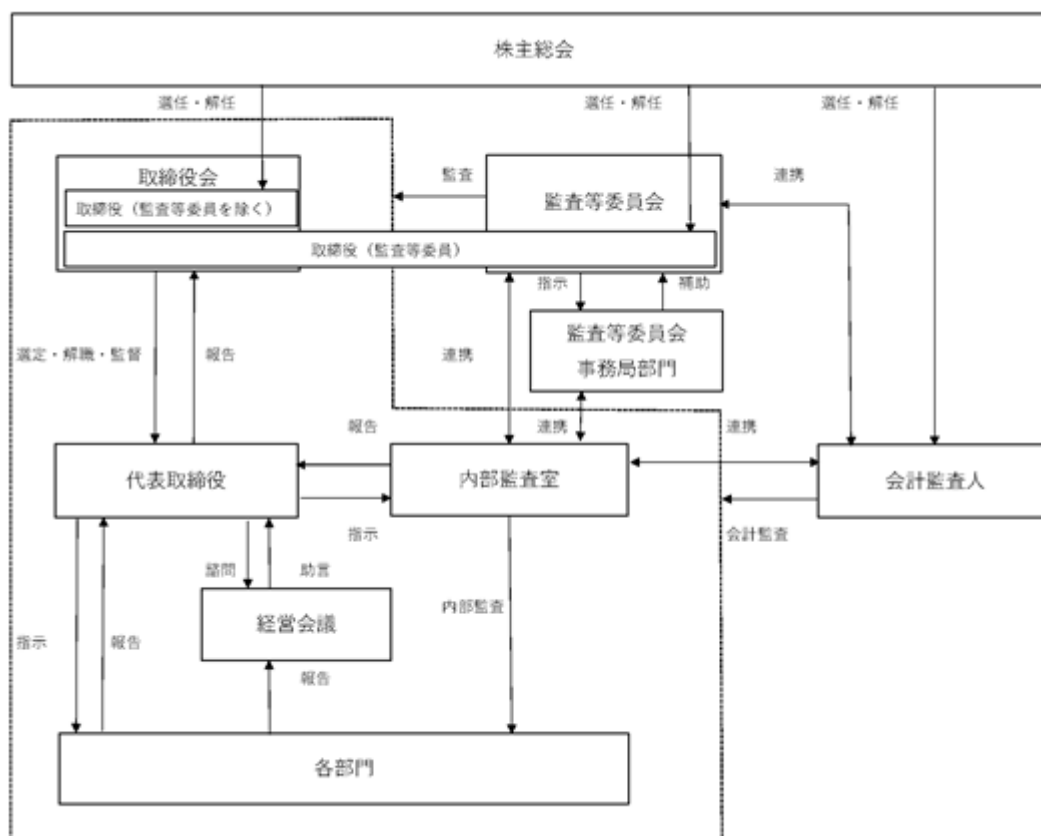 株主総会
選任・解任
選任・解任
選任・解任
取締役会
監査
監査等委員会
連携
取締役（監査等委員を除く）
取締役（監査等委員）
指示
補助
監査等委員会
事務局部門
選定・解職・監督
報告
連携
報告
連携
連携
代表取締役
内部監査室
会計監査人
指示
会計監査
諮問
助言
内部監査
経営会議
指示
報告
報告
各部門